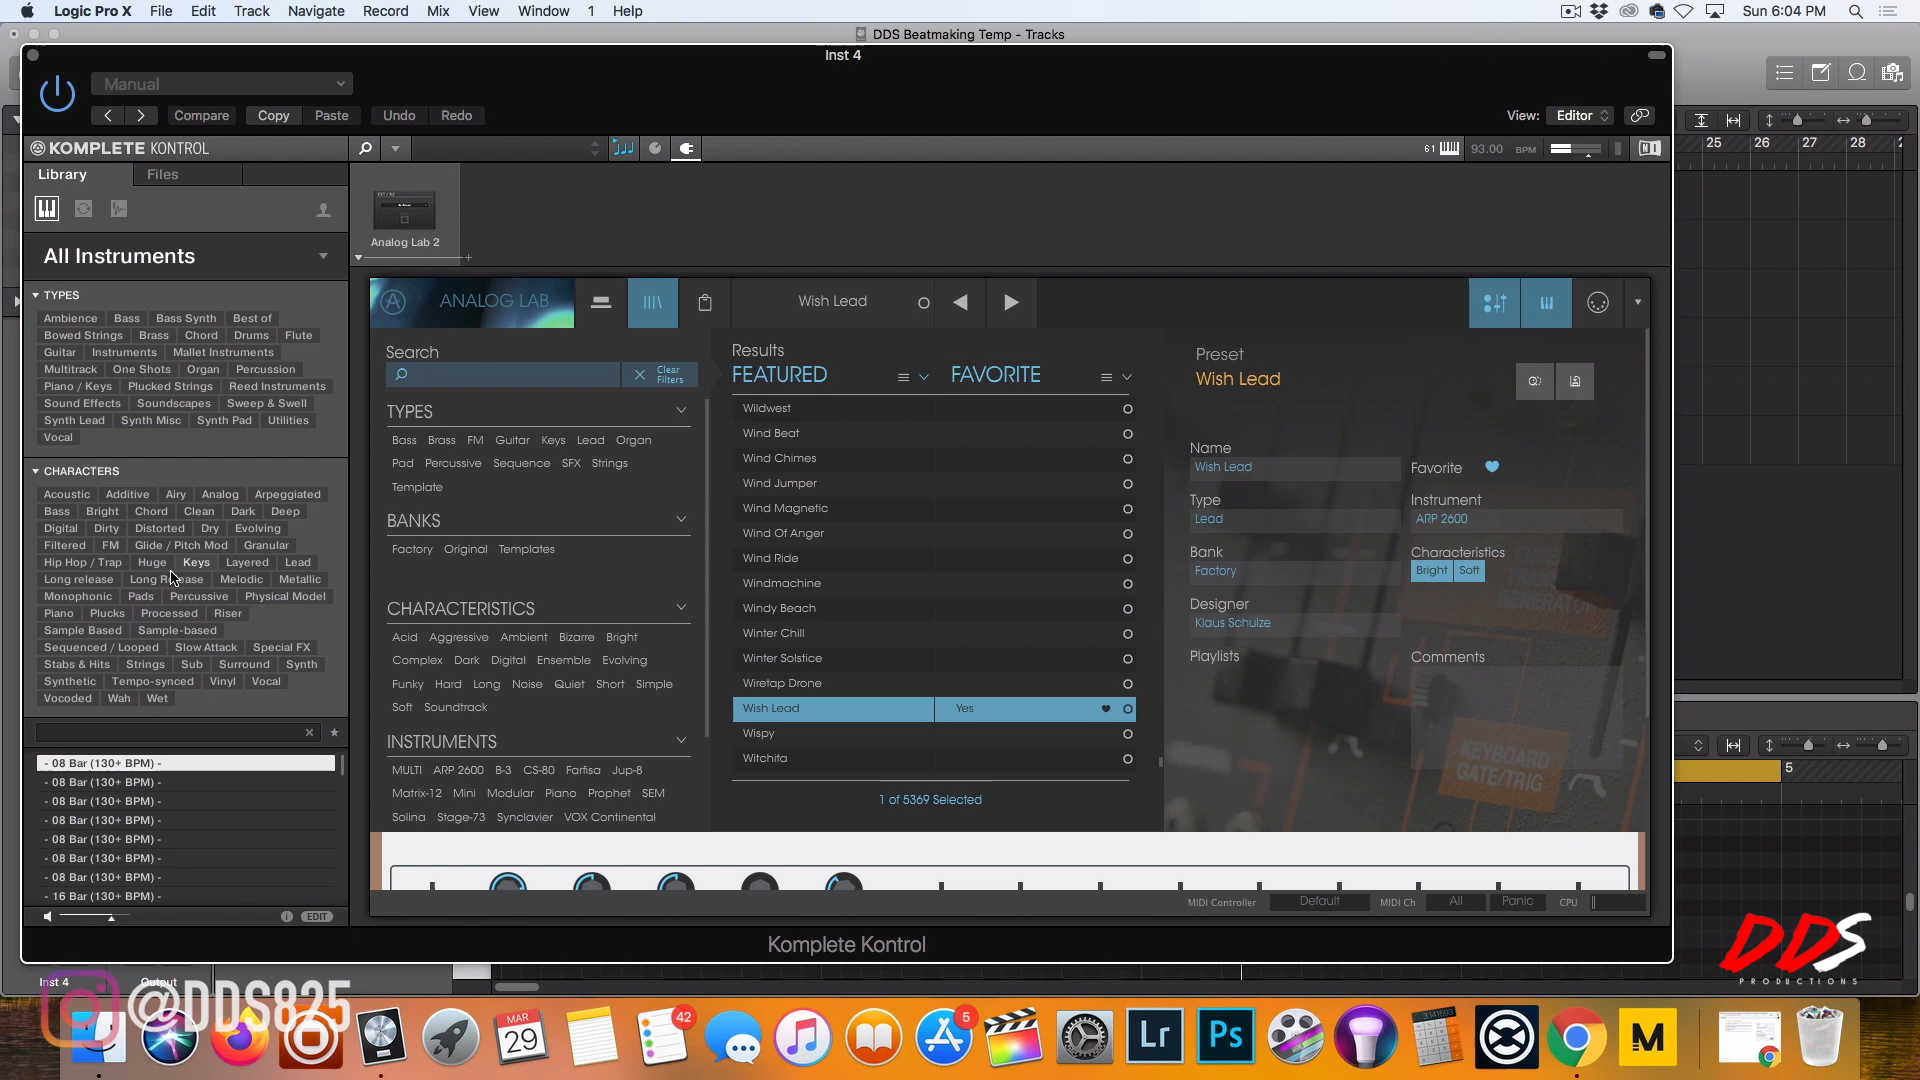 Logic Pro X File Edit Track Navigate Record Mix View Window 1 Help Sun 6:04 PM
DDS Beatmaking Temp - Tracks
Inst 4
Manual
Compare Copy Paste Undo Redo View: Editor
KOMPLETE KONTROL 61 93.00 BPM
25 26 27 28
Library Files
Analog Lab 2
All Instruments
TYPES
Ambience Bass Bass Synth Best of
Bowed Strings Brass Chord Drums Flute
Guitar Instruments Mallet Instruments
Multitrack One Shots Organ Percussion
Piano / Keys Plucked Strings Reed Instruments
Sound Effects Soundscapes Sweep & Swell
Synth Lead Synth Misc Synth Pad Utilities
Vocal
CHARACTERS
Acoustic Additive Airy Analog Arpeggiated
Bass Bright Chord Clean Dark Deep
Digital Dirty Distorted Dry Evolving
Filtered FM Glide / Pitch Mod Granular
Hip Hop / Trap Huge Keys Layered Lead
Long release Long Release Melodic Metallic
Monophonic Pads Percussive Physical Model
Piano Plucks Processed Riser
Sample Based Sample-based
Sequenced / Looped Slow Attack Special FX
Stabs & Hits Strings Sub Surround Synth
Synthetic Tempo-synced Vinyl Vocal
Vocoded Wah Wet
- 08 Bar (130+ BPM) -
- 08 Bar (130+ BPM) -
- 08 Bar (130+ BPM) -
- 08 Bar (130+ BPM) -
- 08 Bar (130+ BPM) -
- 08 Bar (130+ BPM) -
- 08 Bar (130+ BPM) -
- 16 Bar (130+ BPM) -
EDIT
ANALOG LAB Wish Lead
Search
Clear Filters
TYPES
Bass Brass FM Guitar Keys Lead Organ
Pad Percussive Sequence SFX Strings
Template
BANKS
Factory Original Templates
CHARACTERISTICS
Acid Aggressive Ambient Bizarre Bright
Complex Dark Digital Ensemble Evolving
Funky Hard Long Noise Quiet Short Simple
Soft Soundtrack
INSTRUMENTS
MULTI ARP 2600 B-3 CS-80 Farfisa Jup-8
Matrix-12 Mini Modular Piano Prophet SEM
Solina Stage-73 Synclavier VOX Continental
Results
FEATURED FAVORITE
Wildwest
Wind Beat
Wind Chimes
Wind Jumper
Wind Magnetic
Wind Of Anger
Wind Ride
Windmachine
Windy Beach
Winter Chill
Winter Solstice
Wiretap Drone
Wish Lead Yes
Wispy
Witchita
1 of 5369 Selected
Preset
Wish Lead
Name
Wish Lead
Favorite
Type
Lead
Instrument
ARP 2600
Bank
Factory
Characteristics
Bright Soft
Designer
Klaus Schulze
Playlists
Comments
KEYBOARD
GATE/TRIG
GENERATOR
MIDI Controller Default MIDI Ch All Panic CPU
5
Komplete Kontrol
Inst 4 Output
@DDS825
DDS
PRODUCTIONS
MAR
29
42
5
Lr
Ps
3.141593
M